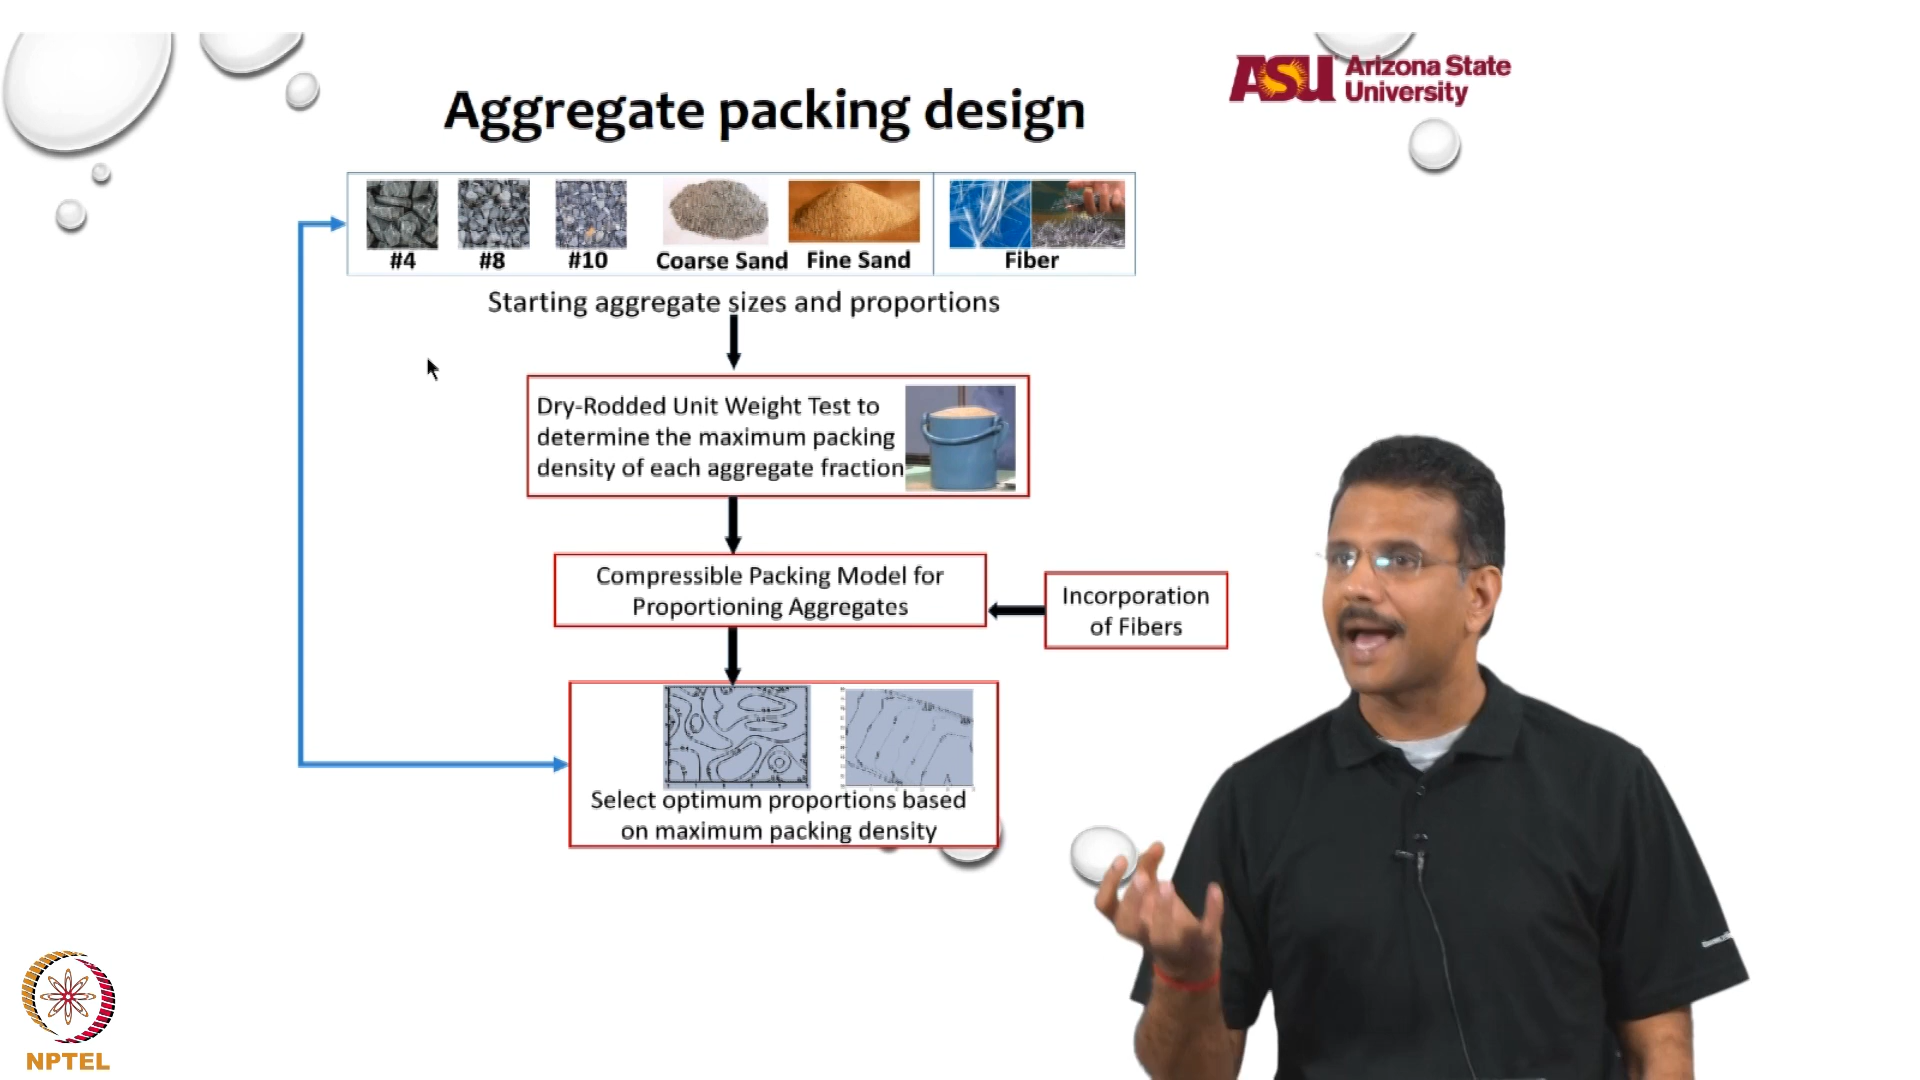 Aggregate packing design
ASU Arizona State
University
#4 #8 #10 Coarse Sand Fine Sand Fiber
Starting aggregate sizes and proportions
Dry-Rodded Unit Weight Test to
determine the maximum packing
density of each aggregate fraction
Compressible Packing Model for
Proportioning Aggregates
Incorporation
of Fibers
Select optimum proportions based
on maximum packing density
NPTEL